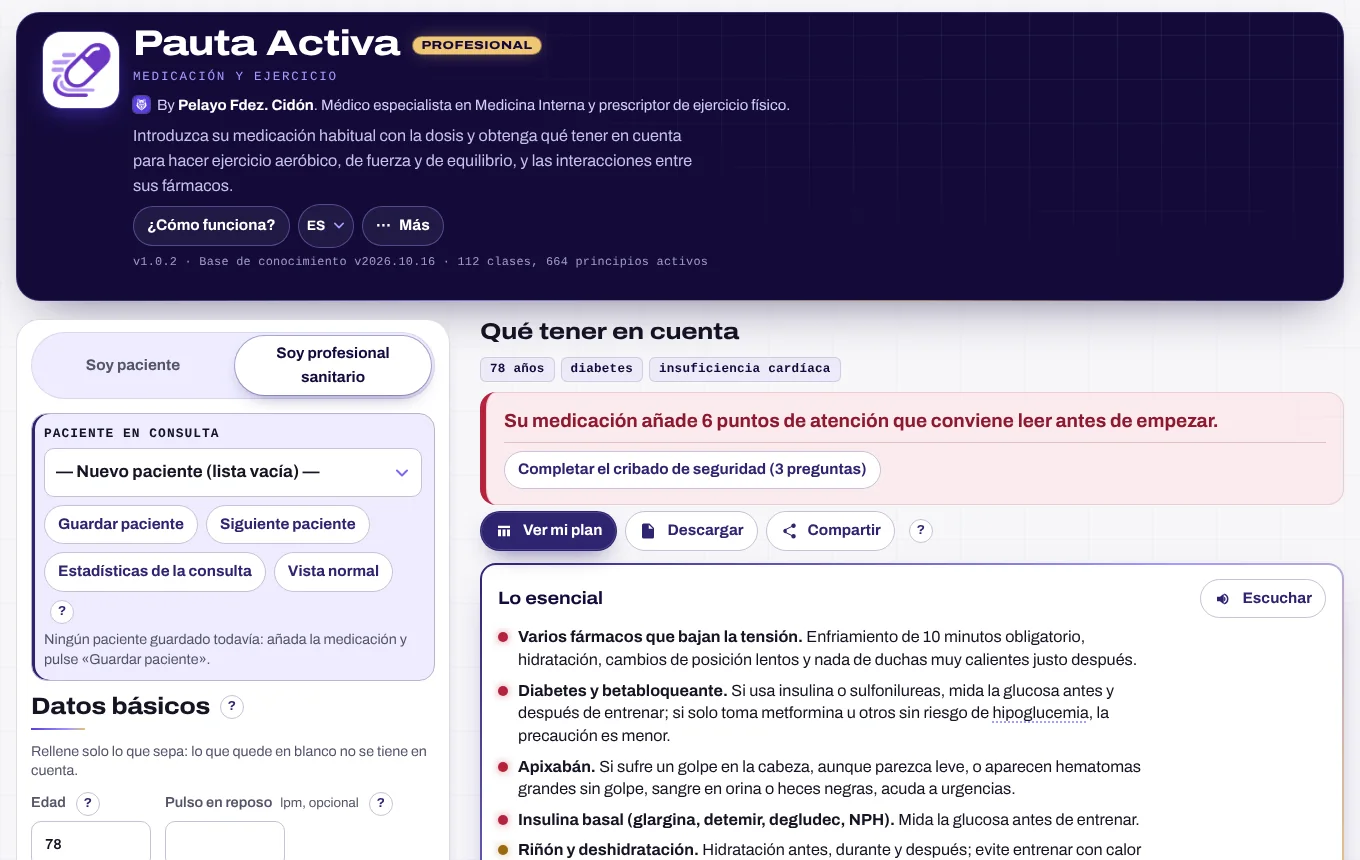 Pauta Activa PROFESIONAL
MEDICACIÓN Y EJERCICIO
By Pelayo Fdez. Cidón. Médico especialista en Medicina Interna y prescriptor de ejercicio físico.
Introduzca su medicación habitual con la dosis y obtenga qué tener en cuenta
para hacer ejercicio aeróbico, de fuerza y de equilibrio, y las interacciones entre
sus fármacos.
¿Cómo funciona? ES ··· Más
v1.0.2 · Base de conocimiento v2026.10.16 · 112 clases, 664 principios activos
Soy paciente
Soy profesional
sanitario
PACIENTE EN CONSULTA
— Nuevo paciente (lista vacía) —
Guardar paciente Siguiente paciente
Estadísticas de la consulta Vista normal
?
Ningún paciente guardado todavía: añada la medicación y
pulse «Guardar paciente».
Datos básicos ?
Rellene solo lo que sepa: lo que quede en blanco no se tiene en
cuenta.
Edad ? Pulso en reposo lpm, opcional ?
78
Qué tener en cuenta
78 años diabetes insuficiencia cardíaca
Su medicación añade 6 puntos de atención que conviene leer antes de empezar.
Completar el cribado de seguridad (3 preguntas)
Ver mi plan Descargar Compartir ?
Lo esencial Escuchar
Varios fármacos que bajan la tensión. Enfriamiento de 10 minutos obligatorio,
hidratación, cambios de posición lentos y nada de duchas muy calientes justo después.
Diabetes y betabloqueante. Si usa insulina o sulfonilureas, mida la glucosa antes y
después de entrenar; si solo toma metformina u otros sin riesgo de hipoglucemia, la
precaución es menor.
Apixabán. Si sufre un golpe en la cabeza, aunque parezca leve, o aparecen hematomas
grandes sin golpe, sangre en orina o heces negras, acuda a urgencias.
Insulina basal (glargina, detemir, degludec, NPH). Mida la glucosa antes de entrenar.
Riñón y deshidratación. Hidratación antes, durante y después; evite entrenar con calor